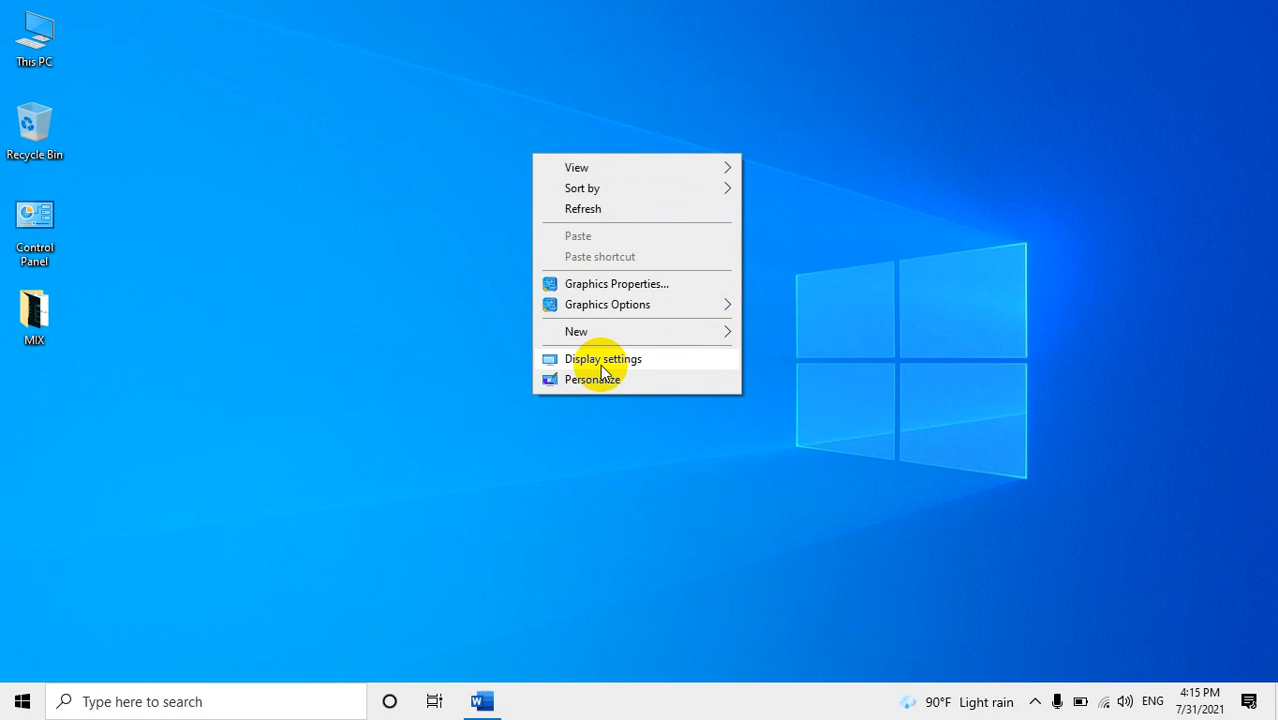 This PC
Recycle Bin
Control
Panel
MIX
View
Sort by
Refresh
Paste
Paste shortcut
Graphics Properties...
Graphics Options
New
Display settings
Personalize
Type here to search
W
90°F Light rain
ENG
4:15 PM
7/31/2021